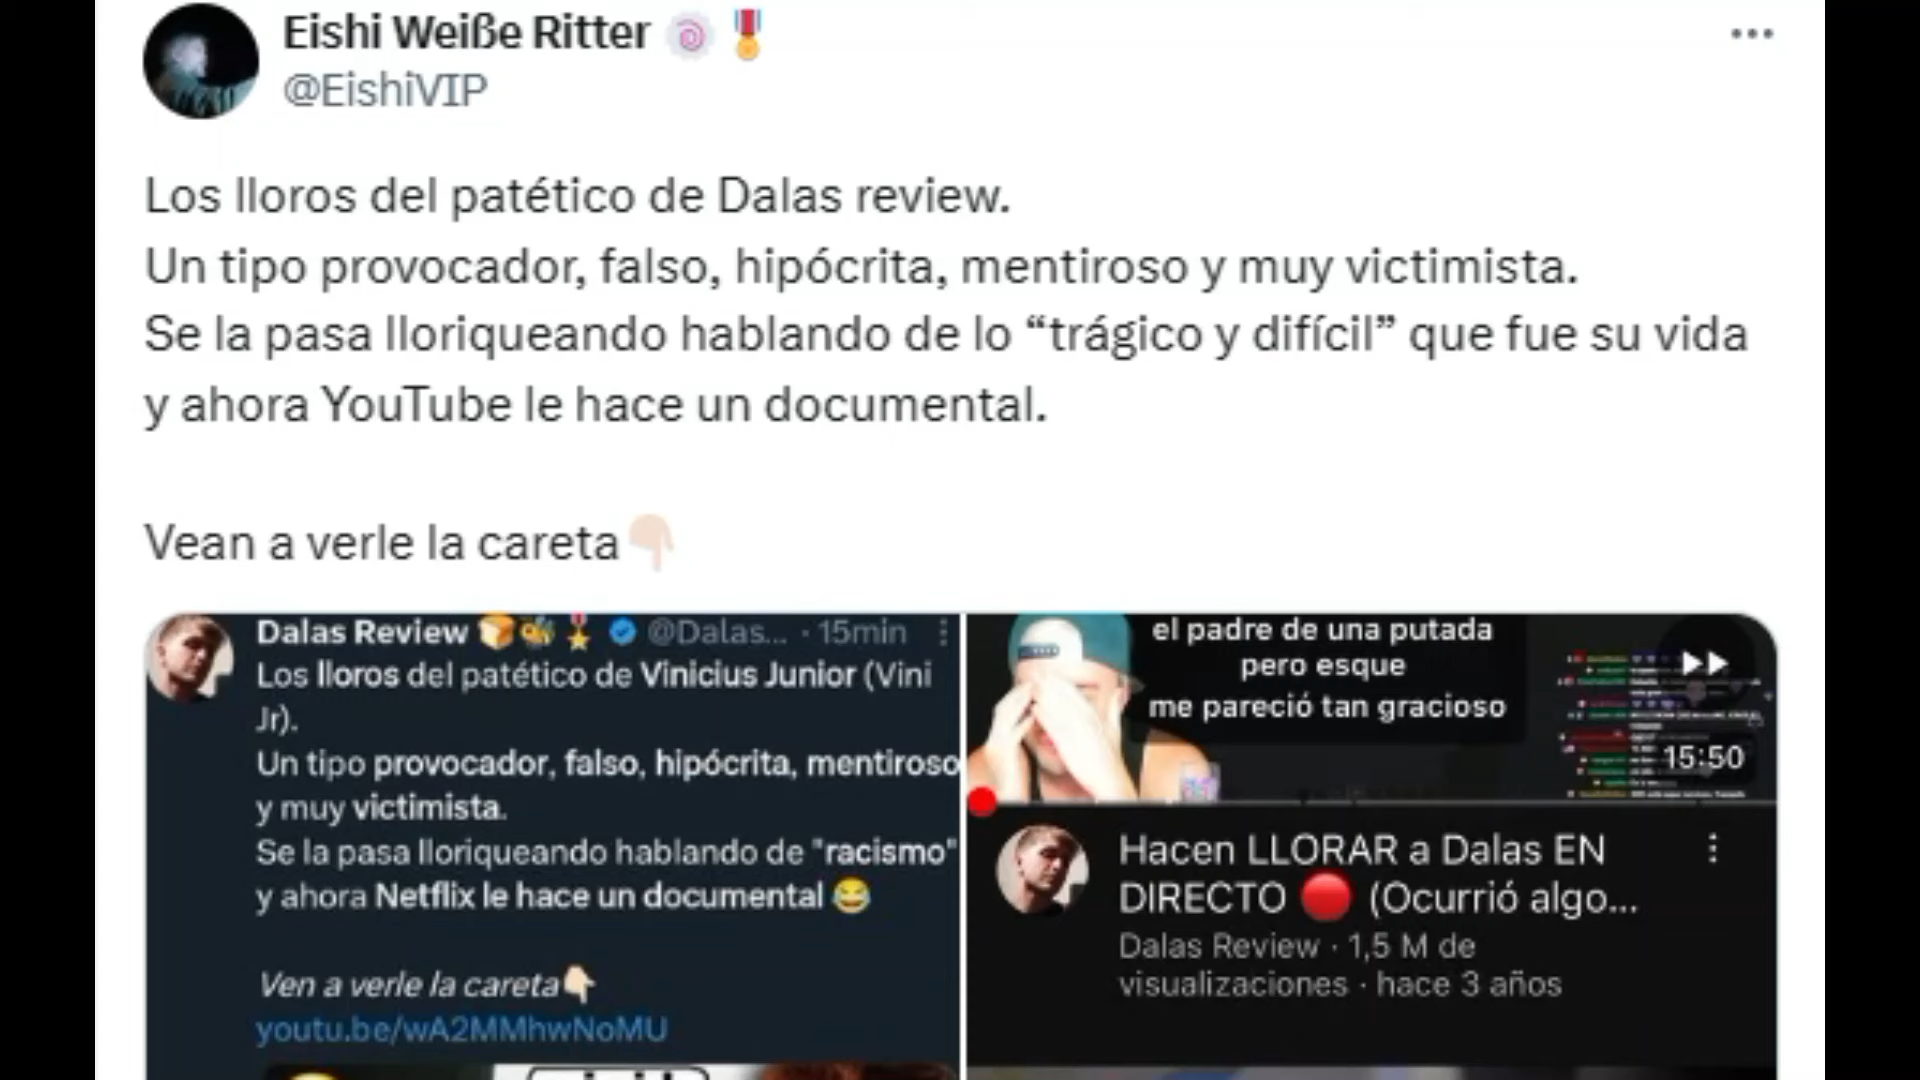 Eishi Weiße Ritter
@EishiVIP
Los lloros del patético de Dalas review.
Un tipo provocador, falso, hipócrita, mentiroso y muy victimista.
Se la pasa lloriqueando hablando de lo “trágico y difícil” que fue su vida
y ahora YouTube le hace un documental.
Vean a verle la careta
Dalas Review @Dalas... · 15min
Los lloros del patético de Vinicius Junior (Vini
Jr).
Un tipo provocador, falso, hipócrita, mentiroso
y muy victimista.
Se la pasa lloriqueando hablando de "racismo"
y ahora Netflix le hace un documental
Ven a verle la careta
youtu.be/wA2MMhwNoMU
el padre de una putada
pero esque
me pareció tan gracioso
15:50
Hacen LLORAR a Dalas EN
DIRECTO (Ocurrió algo...
Dalas Review · 1,5 M de
visualizaciones · hace 3 años